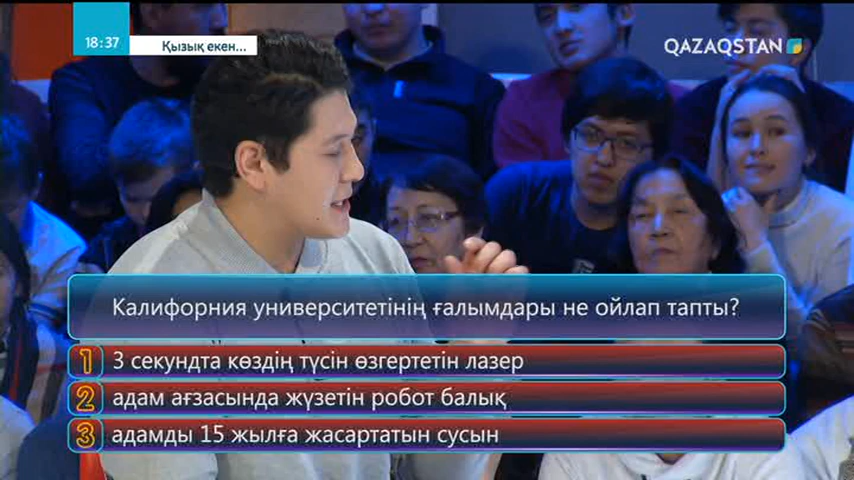 18:37
Қызық екен...
QAZAQSTAN
Калифорния университетінің ғалымдары не ойлап тапты?
1 3 секундта көздің түсін өзгертетін лазер
2 адам ағзасында жүзетін робот балық
3 адамды 15 жылға жасартатын сусын